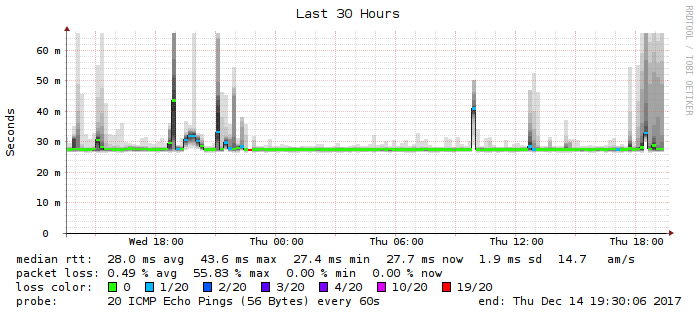 Last 30 Hours
RRDTOOL / TOBI OETIKER
Seconds
60 m
50 m
40 m
30 m
20 m
10 m
0
Wed 18:00 Thu 00:00 Thu 06:00 Thu 12:00 Thu 18:00
median rtt: 28.0 ms avg 43.6 ms max 27.4 ms min 27.7 ms now 1.9 ms sd 14.7 am/s
packet loss: 0.49 % avg 55.83 % max 0.00 % min 0.00 % now
loss color: 0 1/20 2/20 3/20 4/20 10/20 19/20
probe: 20 ICMP Echo Pings (56 Bytes) every 60s end: Thu Dec 14 19:30:06 2017